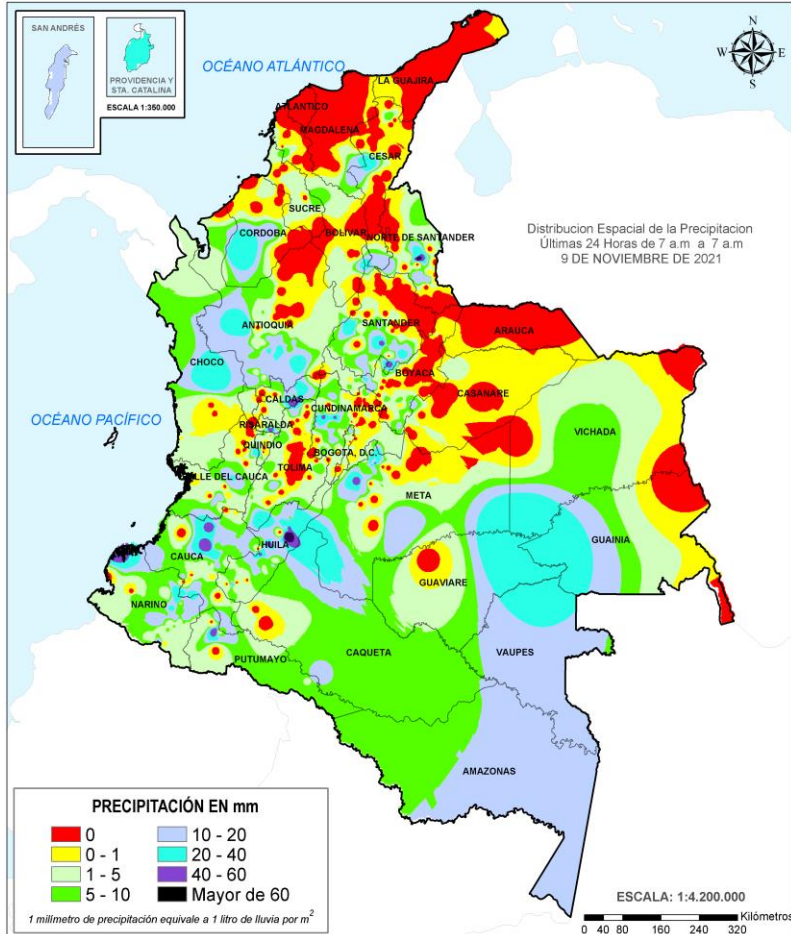 SAN ANDRÉS
PROVIDENCIA Y
STA. CATALINA
ESCALA 1:350.000
OCÉANO ATLÁNTICO
N
W
E
S
LA GUAJIRA
ATLANTICO
MAGDALENA
CESAR
SUCRE
CORDOBA
BOLIVAR
NORTE DE SANTANDER
Distribucion Espacial de la Precipitacion
Últimas 24 Horas de 7 a.m a 7 a.m
9 DE NOVIEMBRE DE 2021
ANTIOQUIA
SANTANDER
ARAUCA
CHOCO
BOYACA
CASANARE
OCÉANO PACÍFICO
CALDAS
CUNDINAMARCA
RISARALDA
VICHADA
QUINDIO
BOGOTA, D.C.
TOLIMA
VALLE DEL CAUCA
META
GUAINIA
CAUCA
HUILA
GUAVIARE
NARINO
CAQUETA
VAUPES
PUTUMAYO
AMAZONAS
PRECIPITACIÓN EN mm
0
10 - 20
0 - 1
20 - 40
1 - 5
40 - 60
5 - 10
Mayor de 60
1 milímetro de precipitación equivale a 1 litro de lluvia por m²
ESCALA: 1:4.200.000
Kilómetros
0 40 80 160 240 320